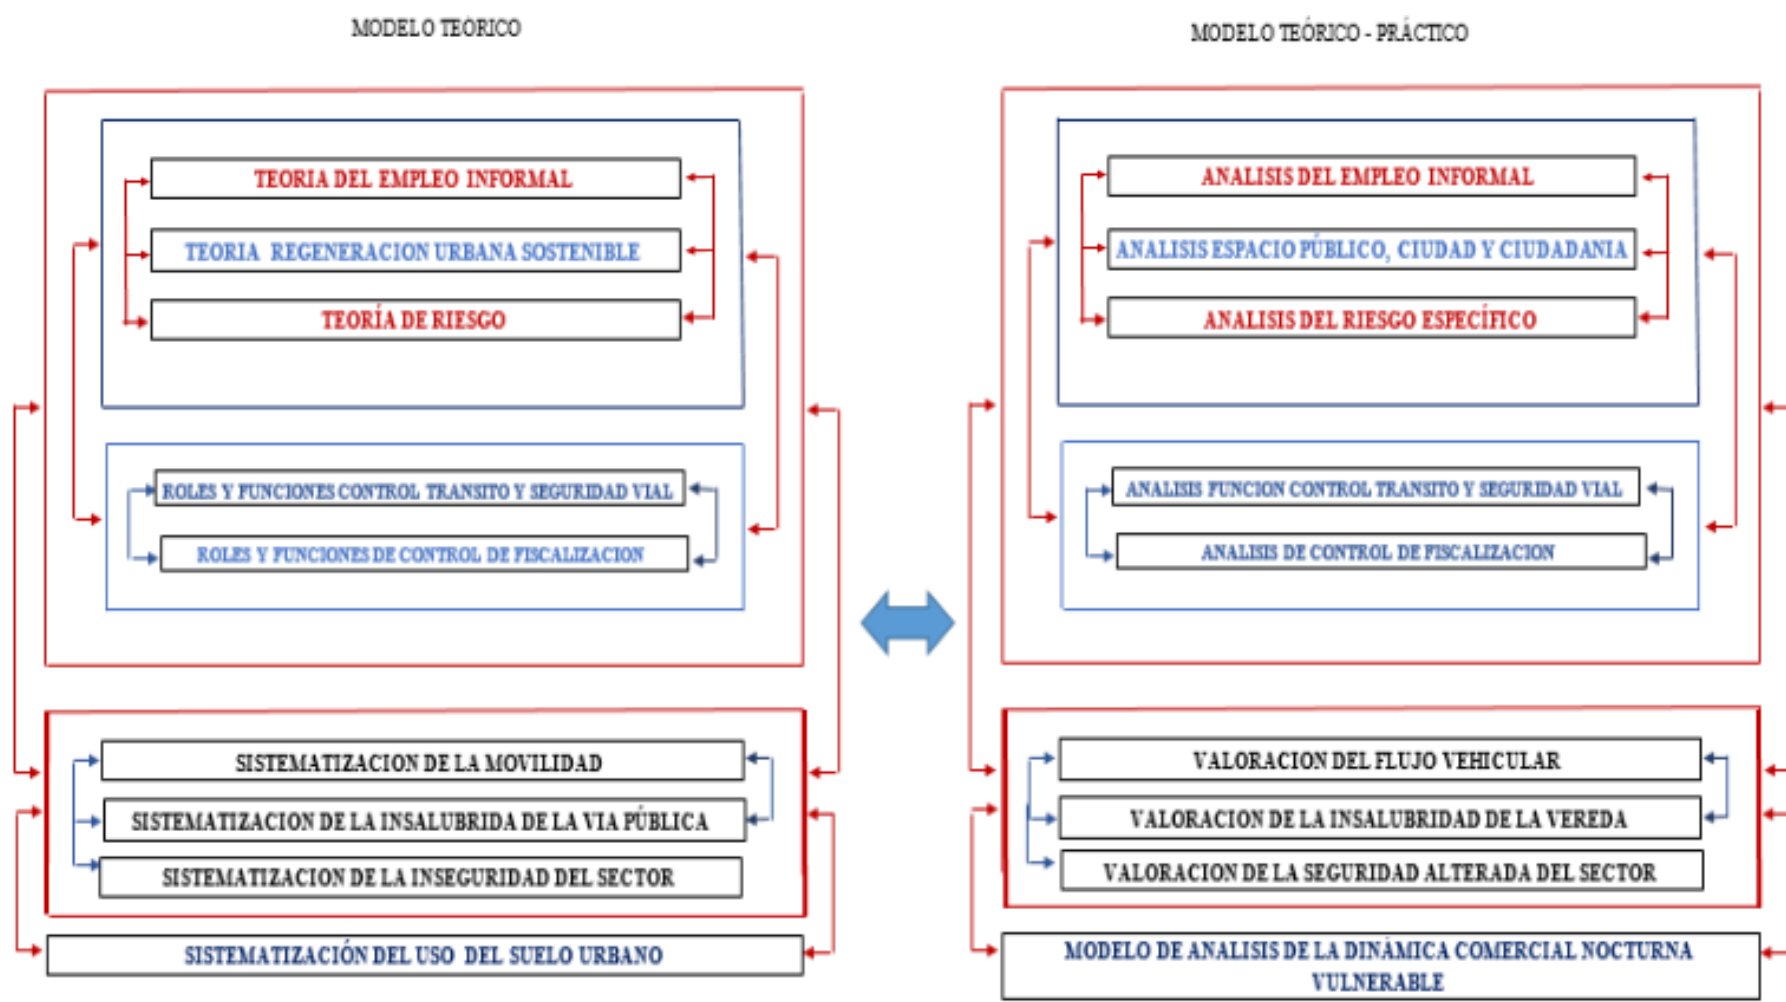 MODELO TEÓRICO
TEORIA DEL EMPLEO INFORMAL
TEORIA REGENERACION URBANA SOSTENIBLE
TEORÍA DE RIESGO
ROLES Y FUNCIONES CONTROL TRANSITO Y SEGURIDAD VIAL
ROLES Y FUNCIONES DE CONTROL DE FISCALIZACION
SISTEMATIZACION DE LA MOVILIDAD
SISTEMATIZACION DE LA INSALUBRIDA DE LA VIA PÚBLICA
SISTEMATIZACION DE LA INSEGURIDAD DEL SECTOR
SISTEMATIZACIÓN DEL USO DEL SUELO URBANO
MODELO TEÓRICO - PRÁCTICO
ANALISIS DEL EMPLEO INFORMAL
ANALISIS ESPACIO PÚBLICO, CIUDAD Y CIUDADANIA
ANALISIS DEL RIESGO ESPECÍFICO
ANALISIS FUNCION CONTROL TRANSITO Y SEGURIDAD VIAL
ANALISIS DE CONTROL DE FISCALIZACION
VALORACION DEL FLUJO VEHICULAR
VALORACION DE LA INSALUBRIDAD DE LA VEREDA
VALORACION DE LA SEGURIDAD ALTERADA DEL SECTOR
MODELO DE ANALISIS DE LA DINÁMICA COMERCIAL NOCTURNA
VULNERABLE